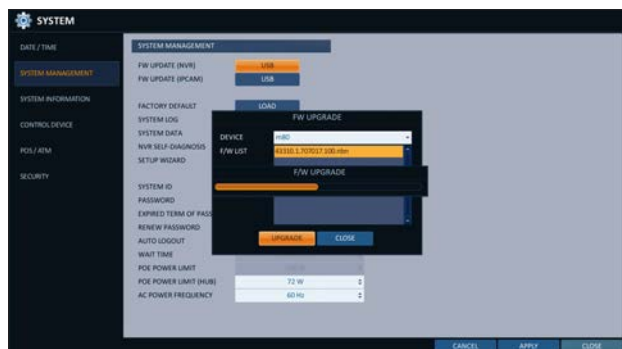 SYSTEM
DATE / TIME
SYSTEM MANAGEMENT
SYSTEM INFORMATION
CONTROL DEVICE
POS / ATM
SECURITY
SYSTEM MANAGEMENT
FW UPDATE (NVR) USB
FW UPDATE (IPCAM) USB
FACTORY DEFAULT LOAD
SYSTEM LOG
SYSTEM DATA
NVR SELF-DIAGNOSIS
SETUP WIZARD
SYSTEM ID
PASSWORD
EXPIRED TERM OF PASS
RENEW PASSWORD
AUTO LOGOUT
WAIT TIME
POE POWER LIMIT
POE POWER LIMIT (HUB) 72 W
AC POWER FREQUENCY 60 Hz
FW UPGRADE
DEVICE m80
F/W LIST
F/W UPGRADE
UPGRADE CLOSE
CANCEL APPLY CLOSE